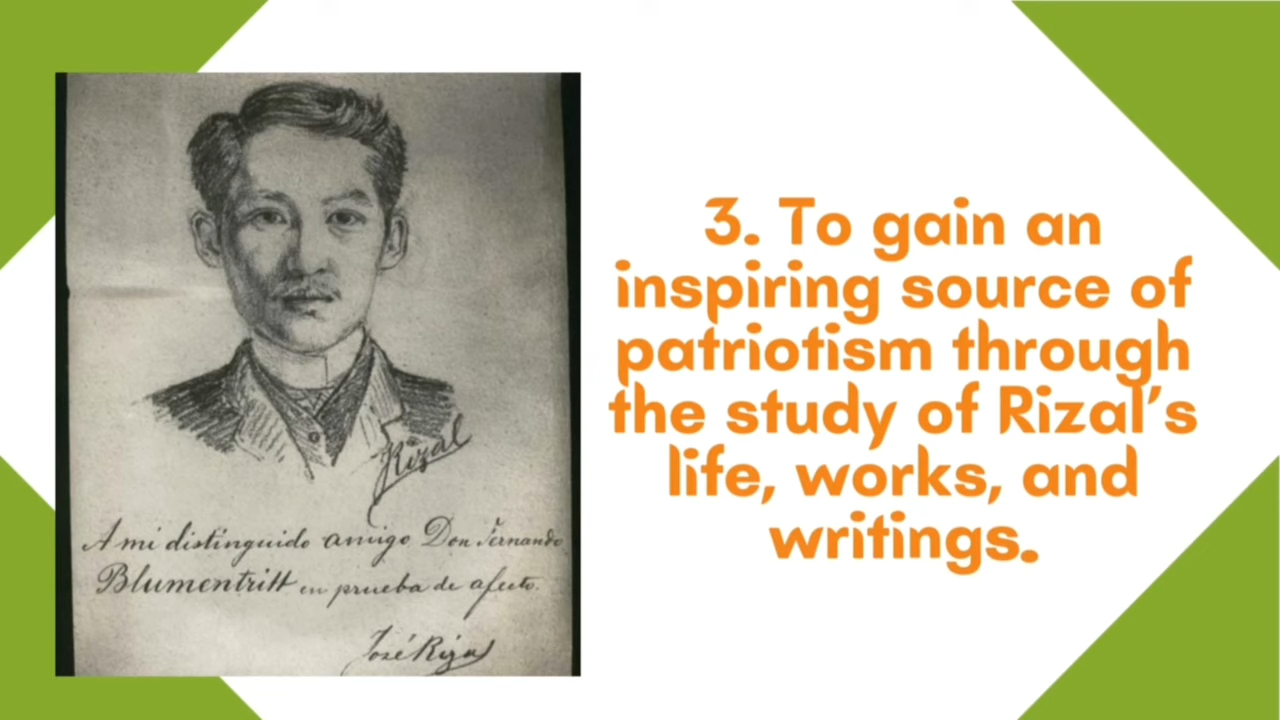 Rizal
A mi distinguido amigo Don Fernando
Blumentritt en prueba de afecto.
José Rizal
3. To gain an
inspiring source of
patriotism through
the study of Rizal's
life, works, and
writings.